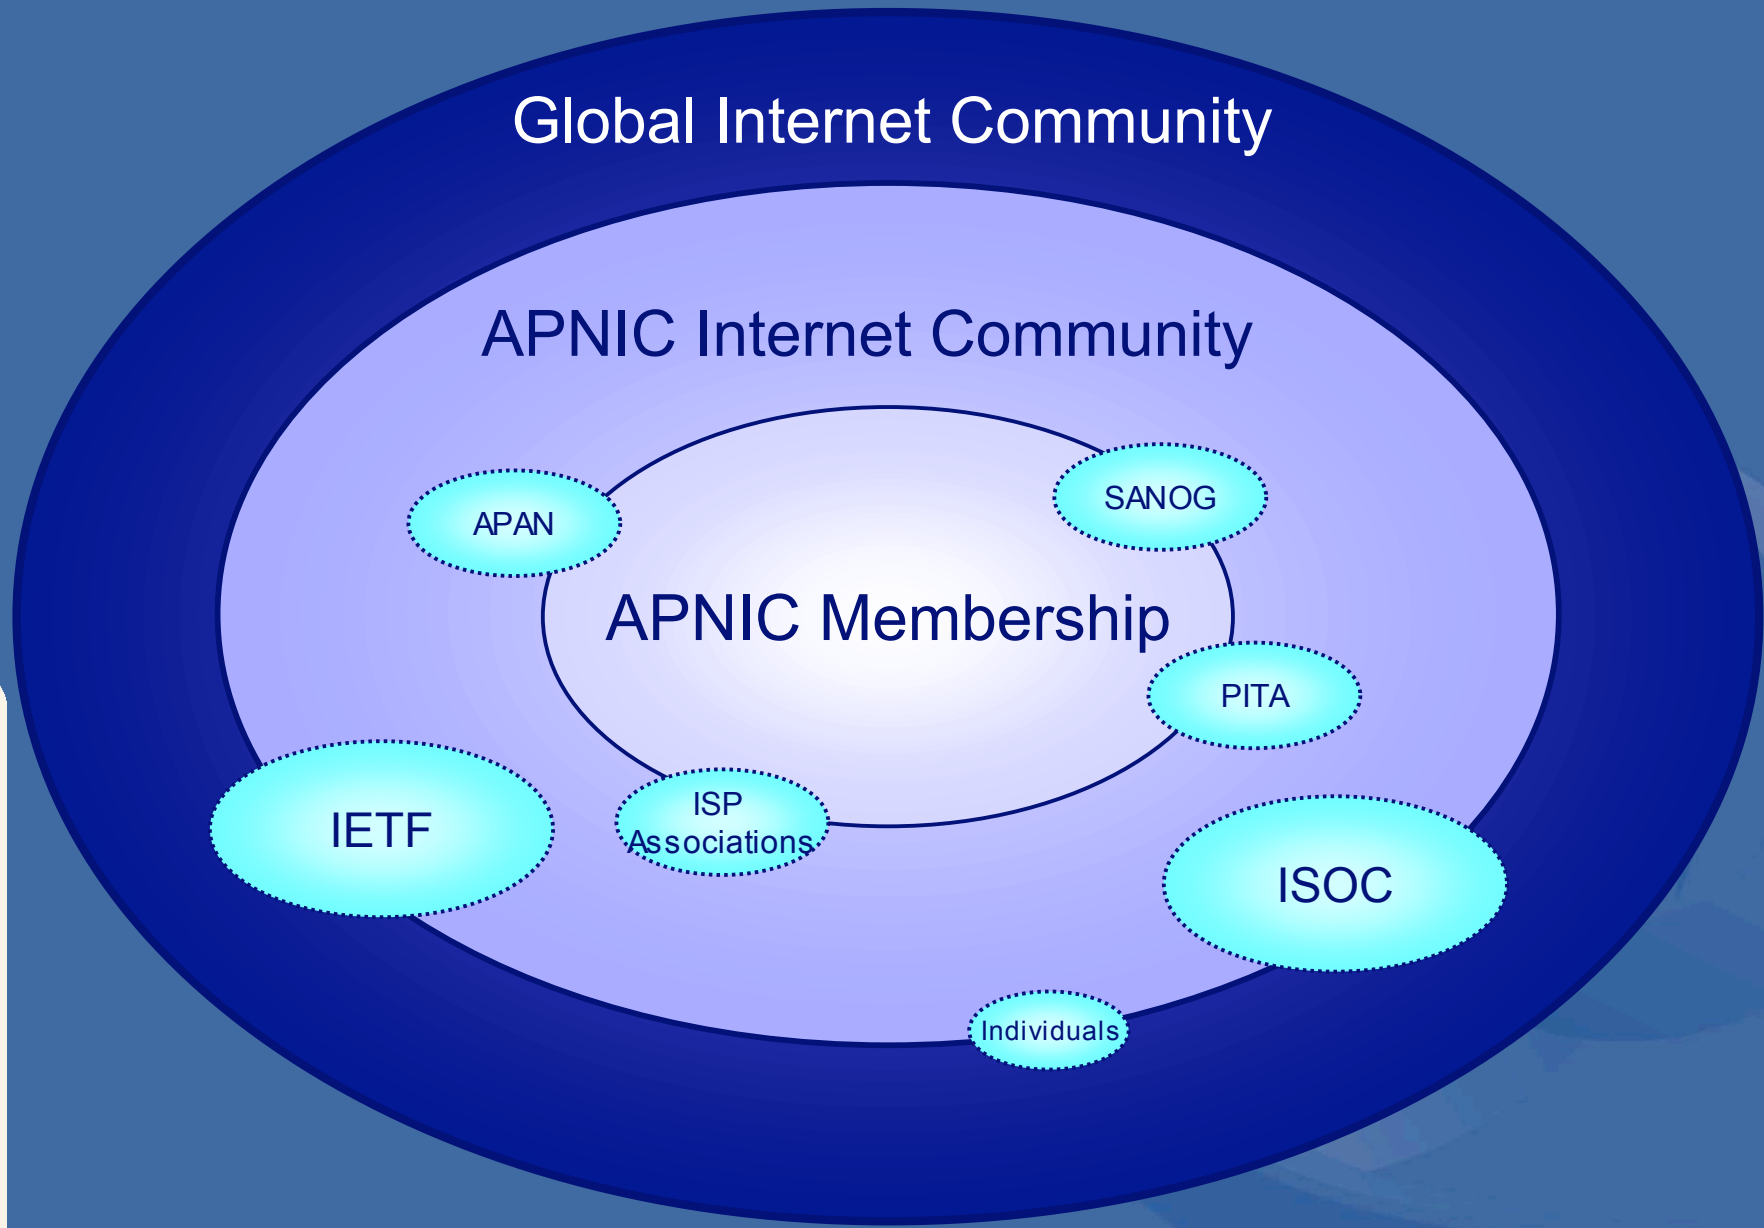 Global Internet Community
APNIC Internet Community
SANOG
APAN
APNIC Membership
PITA
ISP
Associations
IETF
ISOC
Individuals